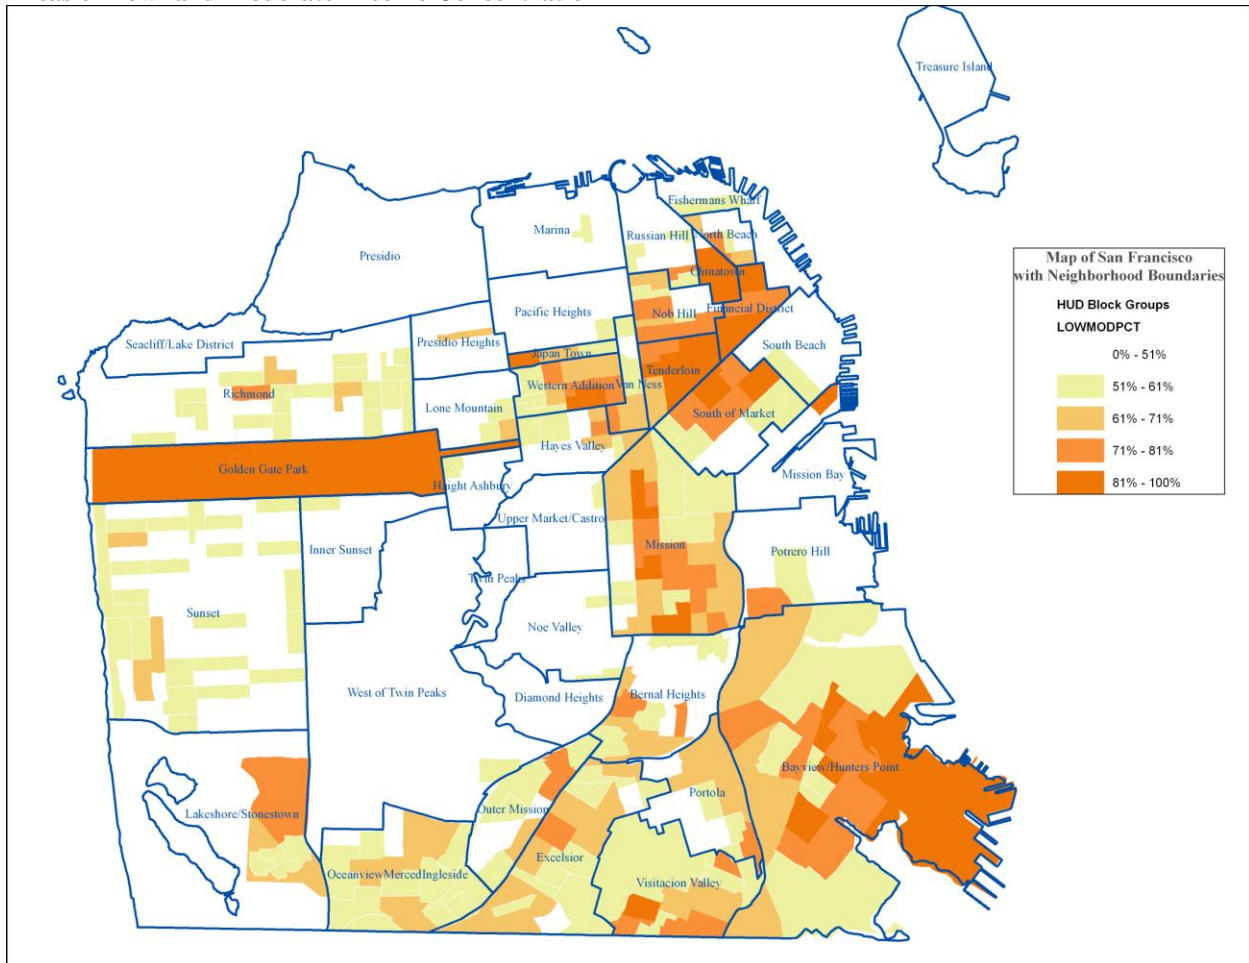 Treasure Island
Fishermans Wharf
Marina
Russian Hill
North Beach
Presidio
Chinatown
Map of San Francisco
with Neighborhood Boundaries
HUD Block Groups
LOWMODPCT
0% - 51%
51% - 61%
61% - 71%
71% - 81%
81% - 100%
Pacific Heights
Nob Hill
Financial District
Seacliff/Lake District
Presidio Heights
Japan Town
South Beach
Tenderloin
Richmond
Western Addition
Van Ness
Lone Mountain
South of Market
Hayes Valley
Golden Gate Park
Mission Bay
Haight Ashbury
Upper Market/Castro
Inner Sunset
Mission
Potrero Hill
Twin Peaks
Sunset
Noe Valley
West of Twin Peaks
Diamond Heights
Bernal Heights
Bayview/Hunters Point
Portola
Lakeshore/Stonestown
Outer Mission
Excelsior
OceanviewMercedIngleside
Visitacion Valley